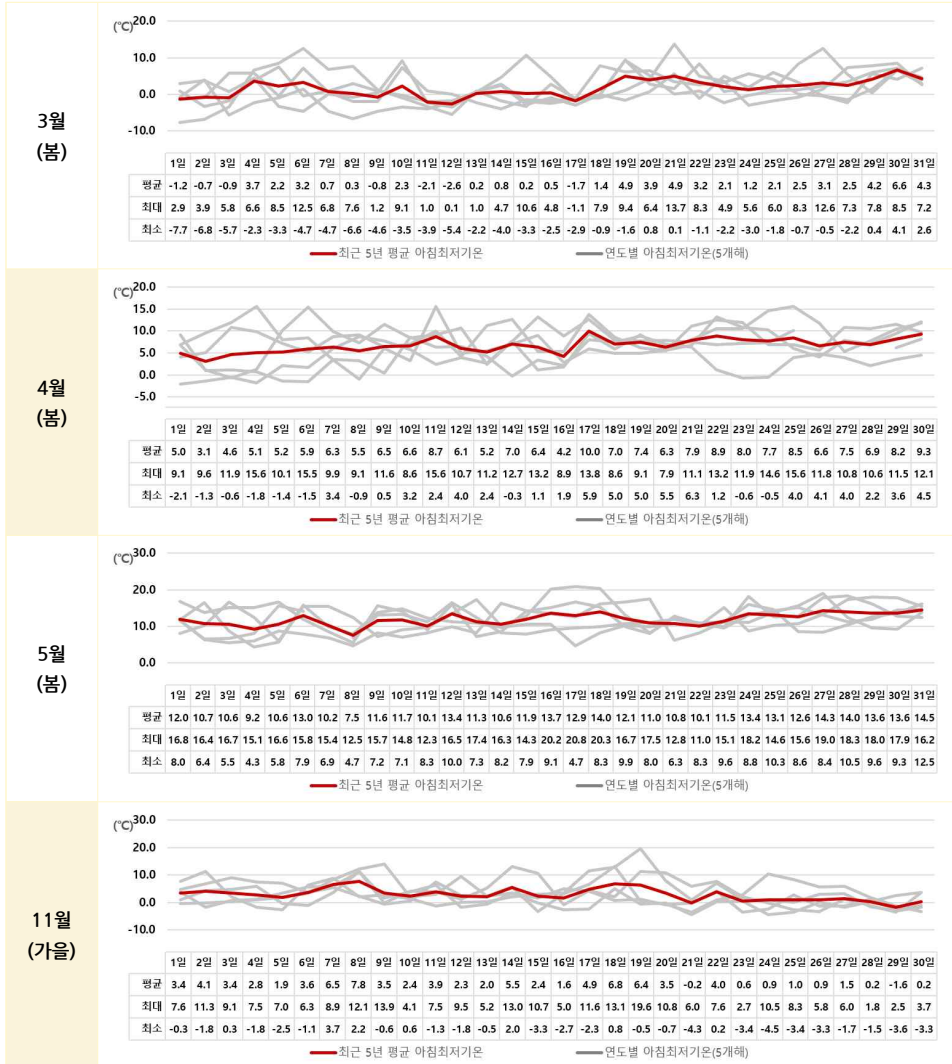 3월
(봄)
(℃)
20.0
10.0
0.0
-10.0
1일 2일 3일 4일 5일 6일 7일 8일 9일 10일 11일 12일 13일 14일 15일 16일 17일 18일 19일 20일 21일 22일 23일 24일 25일 26일 27일 28일 29일 30일 31일
평균 -1.2 -0.7 -0.9 3.7 2.2 3.2 0.7 0.3 -0.8 2.3 -2.1 -2.6 0.2 0.8 0.2 0.5 -1.7 1.4 4.9 3.9 4.9 3.2 2.1 1.2 2.1 2.5 3.1 2.5 4.2 6.6 4.3
최대 2.9 3.9 5.8 6.6 8.5 12.5 6.8 7.6 1.2 9.1 1.0 0.1 1.0 4.7 10.6 4.8 -1.1 7.9 9.4 6.4 13.7 8.3 4.9 5.6 6.0 8.3 12.6 7.3 7.8 8.5 7.2
최소 -7.7 -6.8 -5.7 -2.3 -3.3 -4.7 -4.7 -6.6 -4.6 -3.5 -3.9 -5.4 -2.2 -4.0 -3.3 -2.5 -2.9 -0.9 -1.6 0.8 0.1 -1.1 -2.2 -3.0 -1.8 -0.7 -0.5 -2.2 0.4 4.1 2.6
최근 5년 평균 아침최저기온 연도별 아침최저기온(5개해)
4월
(봄)
(℃)
20.0
15.0
10.0
5.0
0.0
-5.0
1일 2일 3일 4일 5일 6일 7일 8일 9일 10일 11일 12일 13일 14일 15일 16일 17일 18일 19일 20일 21일 22일 23일 24일 25일 26일 27일 28일 29일 30일
평균 5.0 3.1 4.6 5.1 5.2 5.9 6.3 5.5 6.5 6.6 8.7 6.1 5.2 7.0 6.4 4.2 10.0 7.0 7.4 6.3 7.9 8.9 8.0 7.7 8.5 6.6 7.5 6.9 8.2 9.3
최대 9.1 9.6 11.9 15.6 10.1 15.5 9.9 9.1 11.6 8.6 15.6 10.7 11.2 12.7 13.2 8.9 13.8 8.6 9.1 7.9 11.1 13.2 11.9 14.6 15.6 11.8 10.8 10.6 11.5 12.1
최소 -2.1 -1.3 -0.6 -1.8 -1.4 -1.5 3.4 -0.9 0.5 3.2 2.4 4.0 2.4 -0.3 1.1 1.9 5.9 5.0 5.0 5.5 6.3 1.2 -0.6 -0.5 4.0 4.1 4.0 2.2 3.6 4.5
최근 5년 평균 아침최저기온 연도별 아침최저기온(5개해)
5월
(봄)
(℃)
30.0
20.0
10.0
0.0
1일 2일 3일 4일 5일 6일 7일 8일 9일 10일 11일 12일 13일 14일 15일 16일 17일 18일 19일 20일 21일 22일 23일 24일 25일 26일 27일 28일 29일 30일 31일
평균 12.0 10.7 10.6 9.2 10.6 13.0 10.2 7.5 11.6 11.7 10.1 13.4 11.3 10.6 11.9 13.7 12.9 14.0 12.1 11.0 10.8 10.1 11.5 13.4 13.1 12.6 14.3 14.0 13.6 13.6 14.5
최대 16.8 16.4 16.7 15.1 16.6 15.8 15.4 12.5 15.7 14.8 12.3 16.5 17.4 16.3 14.3 20.2 20.8 20.3 16.7 17.5 12.8 11.0 15.1 18.2 14.6 15.6 19.0 18.3 18.0 17.9 16.2
최소 8.0 6.4 5.5 4.3 5.8 7.9 6.9 4.7 7.2 7.1 8.3 10.0 7.3 8.2 7.9 9.1 4.7 8.3 9.9 8.0 6.3 8.3 9.6 8.8 10.3 8.6 8.4 10.5 9.6 9.3 12.5
최근 5년 평균 아침최저기온 연도별 아침최저기온(5개해)
11월
(가을)
(℃)
30.0
20.0
10.0
0.0
-10.0
1일 2일 3일 4일 5일 6일 7일 8일 9일 10일 11일 12일 13일 14일 15일 16일 17일 18일 19일 20일 21일 22일 23일 24일 25일 26일 27일 28일 29일 30일
평균 3.4 4.1 3.4 2.8 1.9 3.6 6.5 7.8 3.5 2.4 3.9 2.3 2.0 5.5 2.4 1.6 4.9 6.8 6.4 3.5 -0.2 4.0 0.6 0.9 1.0 0.9 1.5 0.2 -1.6 0.2
최대 7.6 11.3 9.1 7.5 7.0 6.3 8.9 12.1 13.9 4.1 7.5 9.5 5.2 13.0 10.7 5.0 11.6 13.1 19.6 10.8 6.0 7.6 2.7 10.5 8.3 5.8 6.0 1.8 2.5 3.7
최소 -0.3 -1.8 0.3 -1.8 -2.5 -1.1 3.7 2.2 -0.6 0.6 -1.3 -1.8 -0.5 2.0 -3.3 -2.7 -2.3 0.8 -0.5 -0.7 -4.3 0.2 -3.4 -4.5 -3.4 -3.3 -1.7 -1.5 -3.6 -3.3
최근 5년 평균 아침최저기온 연도별 아침최저기온(5개해)